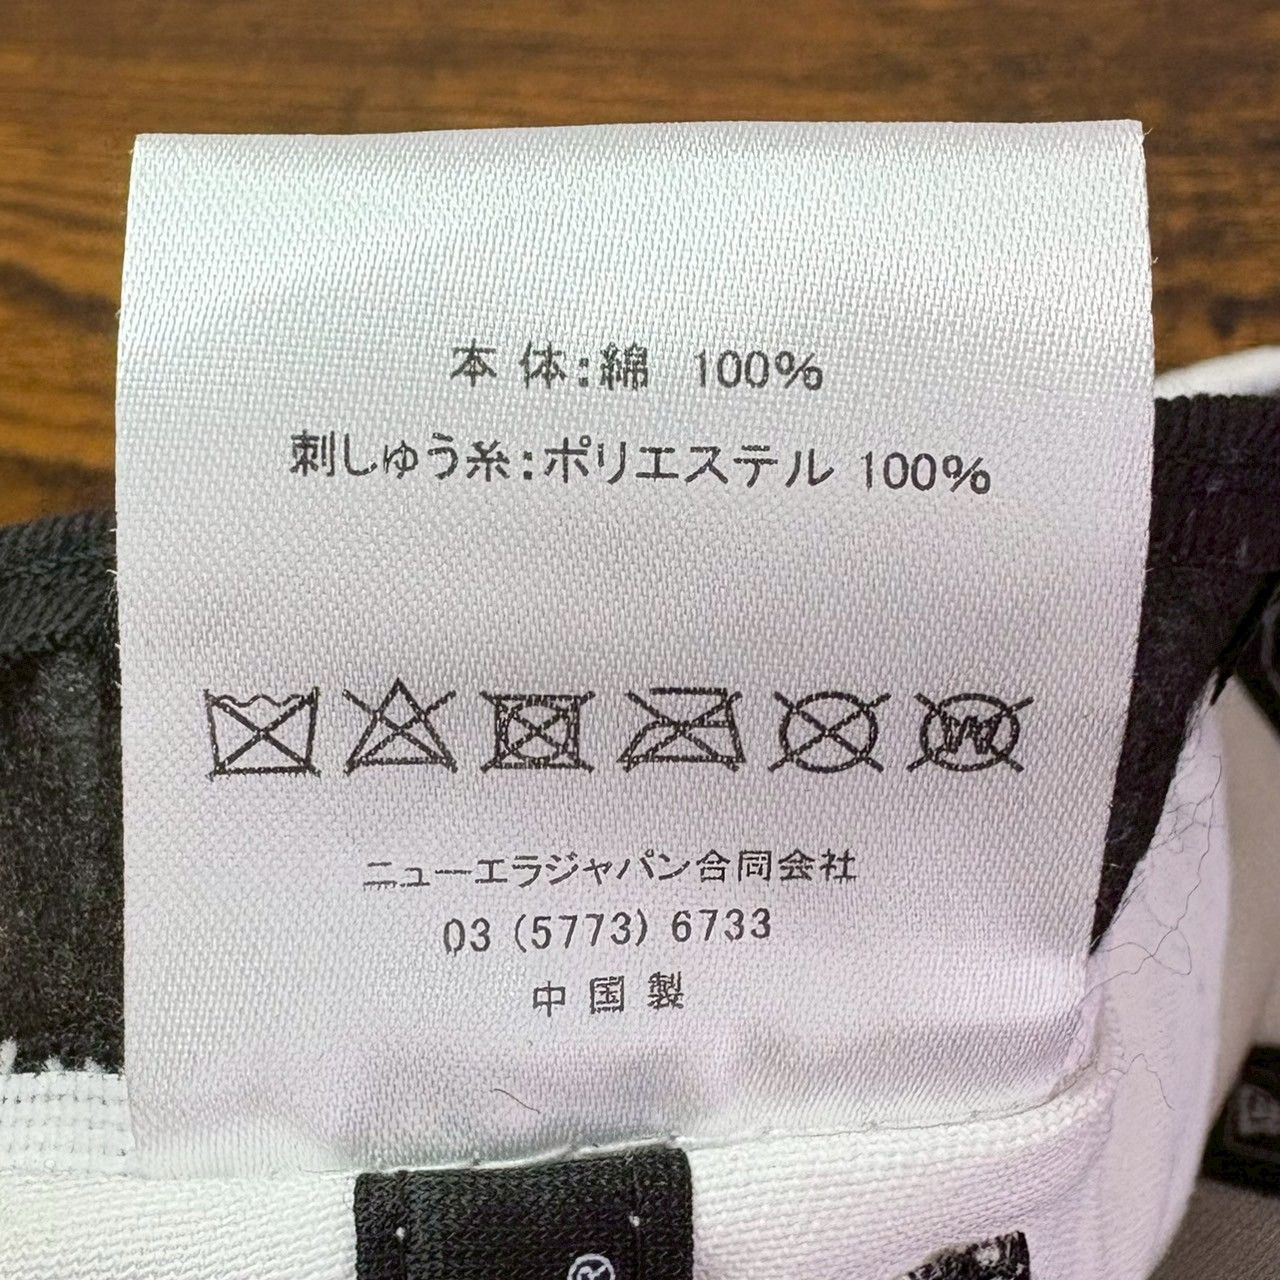 本体:綿 100%
刺しゅう糸:ポリエステル 100%
W
ニューエラジャパン合同会社
03 (5773) 6733
中国製
®